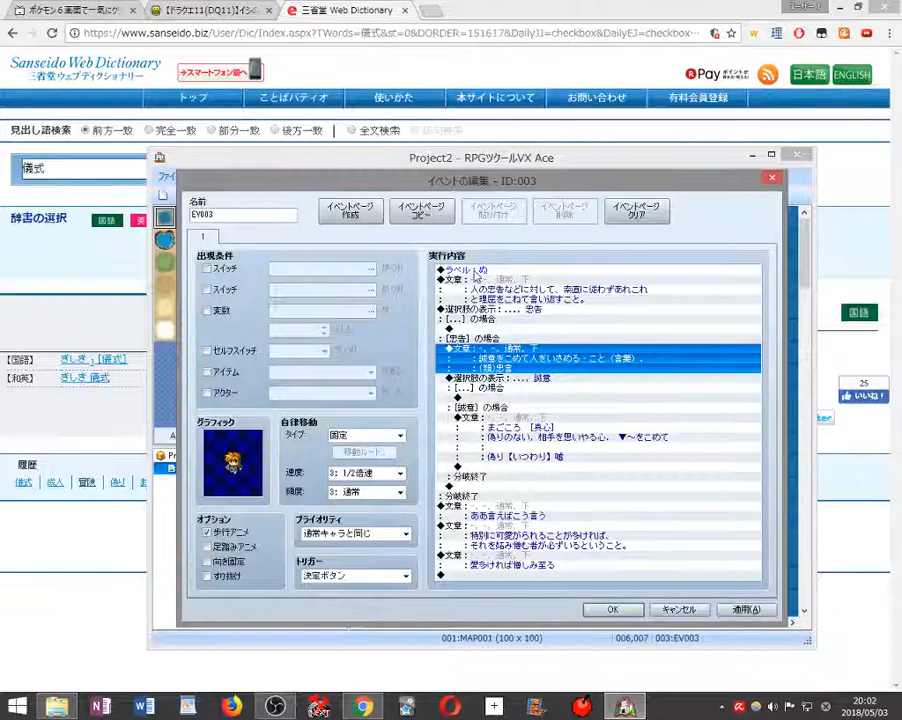 ポケモン6画面で一気にク
【ドラクエ11(DQ11)】イシの
三省堂 Web Dictionary
https://www.sanseido.biz/User/Dic/Index.aspx?TWords=儀式&st=0&DORDER=151617&DailyJJ=checkbox&DailyEJ=checkbox...
Sanseido Web Dictionary
三省堂ウェブディクショナリー
→スマートフォン版へ
R Pay ポイントが
日本語 ENGLISH
トップ ことばパティオ 使いかた 本サイトについて お問い合わせ 有料会員登録
見出し語検索 前方一致 完全一致 部分一致 後方一致 全文検索
儀式
辞書の選択 国語 英
国語
【国語】 ぎしき 1【儀式】
【和英】 ぎしき 儀式
履歴
儀式 成人 冒険 偽り ま
25
いいね!
ter
Project2 - RPGツクールVX Ace
ファイ
イベントの編集 - ID:003
名前
EV003
イベントページ
作成
イベントページ
コピー
イベントページ
貼り付け
イベントページ
削除
イベントページ
クリア
1
出現条件
スイッチ ... が ON
スイッチ ... が ON
変数 ...
セルフスイッチ
アイテム
アクター
グラフィック
自律移動
タイプ: 固定
移動ルート...
速度: 3: 1/2倍速
頻度: 3: 通常
オプション
歩行アニメ
足踏みアニメ
向き固定
すり抜け
プライオリティ
通常キャラと同じ
トリガー
決定ボタン
実行内容
◆ラベル:ぬ
◆文章:-, -, 通常, 下
: :人の忠告などに対して、素直に従わずあれこれ
: :と理屈をこねて言い返すこと。
◆選択肢の表示:..., 忠告
: [...] の場合
◆
: [忠告] の場合
◆文章:-, -, 通常, 下
: :誠意をこめて人をいさめる‐こと（言葉）.
: :(類)忠言
◆選択肢の表示:..., 誠意
: [...] の場合
◆
: [誠意] の場合
◆文章:-, -, 通常, 下
: :まごころ [真心]
: :偽りのない, 相手を思いやる心. ▼～をこめて
: :
: :偽り【いつわり】嘘
◆
: 分岐終了
◆
: 分岐終了
◆文章:-, -, 通常, 下
: :ああ言えばこう言う
◆文章:-, -, 通常, 下
: :特別に可愛がられることが多ければ、
: :それを妬み憎む者が必ずいるということ。
◆文章:-, -, 通常, 下
: :愛多ければ憎しみ至る
◆
OK キャンセル 適用(A)
001:MAP001 (100 x 100) 006,007 003:EV003
20:02
2018/05/03